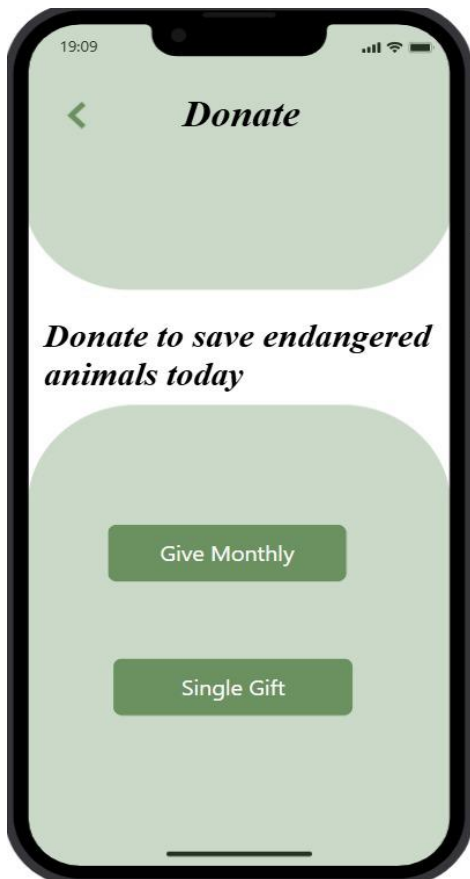 19:09
Donate
Donate to save endangered
animals today
Give Monthly
Single Gift